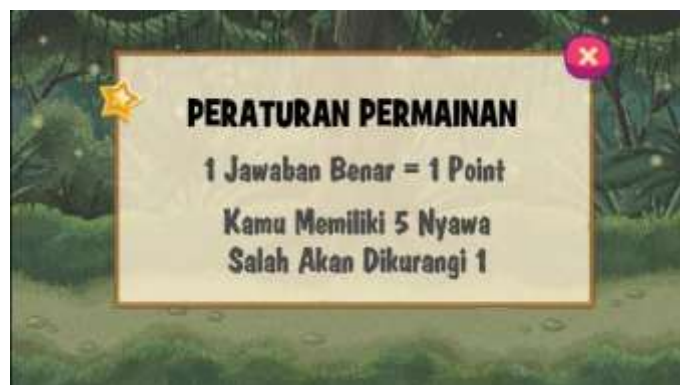 PERATURAN PERMAINAN
1 Jawaban Benar = 1 Point
Kamu Memiliki 5 Nyawa
Salah Akan Dikurangi 1